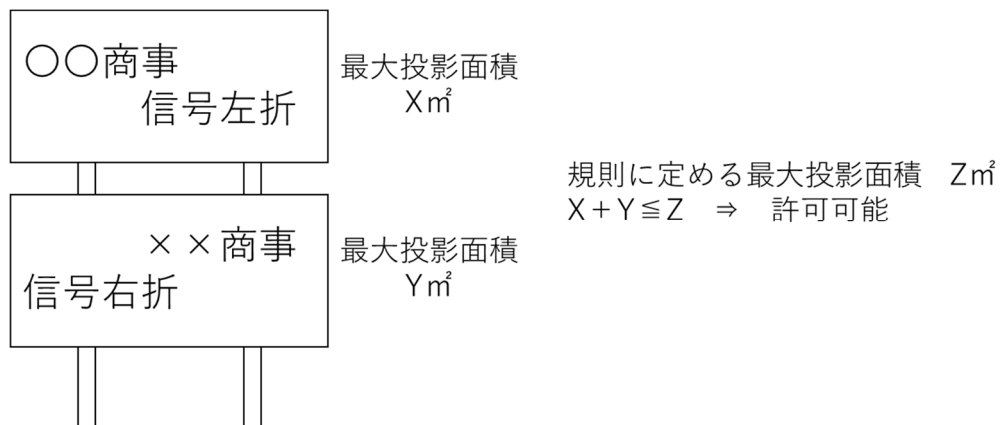 〇〇商事
信号左折
最大投影面積
X㎡
××商事
信号右折
最大投影面積
Y㎡
規則に定める最大投影面積　Z㎡
X＋Y≦Z　⇒　許可可能